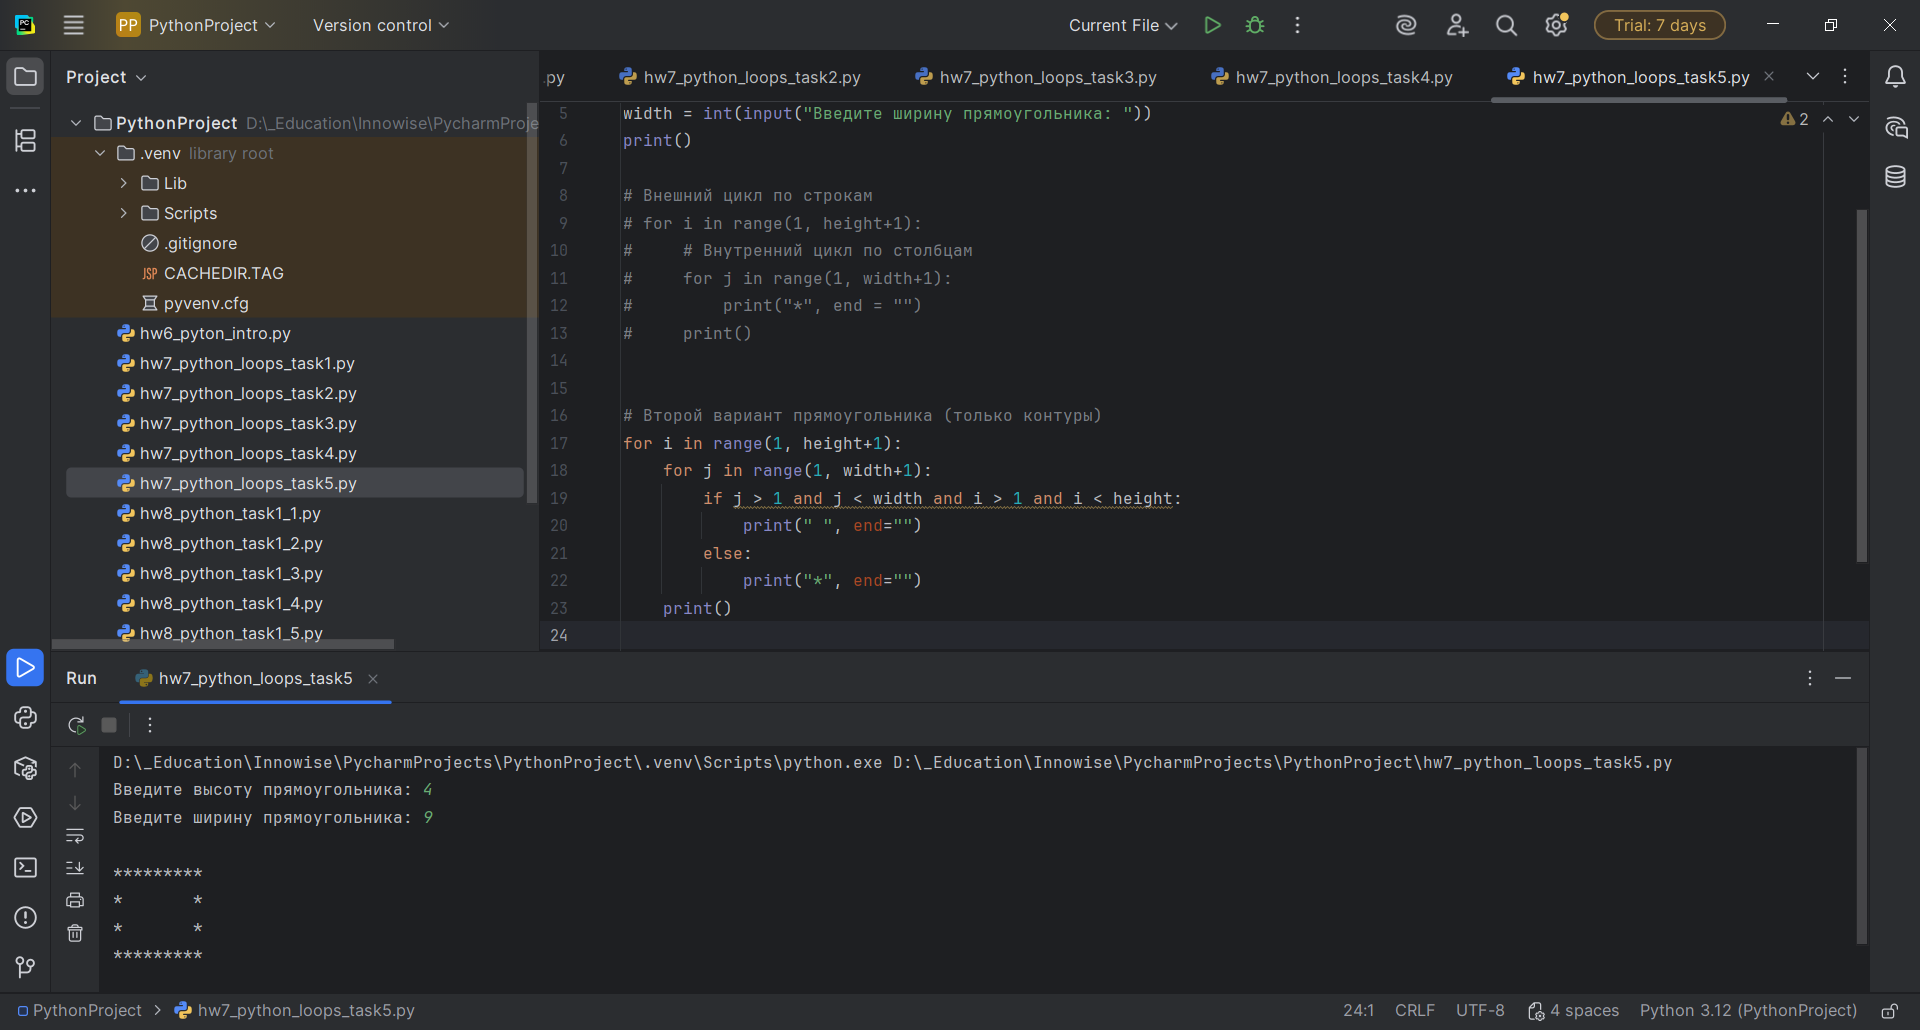 PP PythonProject Version control Current File Trial: 7 days
Project
PythonProject D:\_Education\Innowise\PycharmProje
.venv library root
Lib
Scripts
.gitignore
JSP CACHEDIR.TAG
pyvenv.cfg
hw6_pyton_intro.py
hw7_python_loops_task1.py
hw7_python_loops_task2.py
hw7_python_loops_task3.py
hw7_python_loops_task4.py
hw7_python_loops_task5.py
hw8_python_task1_1.py
hw8_python_task1_2.py
hw8_python_task1_3.py
hw8_python_task1_4.py
hw8_python_task1_5.py
.py hw7_python_loops_task2.py hw7_python_loops_task3.py hw7_python_loops_task4.py hw7_python_loops_task5.py
2
5 width = int(input("Введите ширину прямоугольника: "))
6 print()
7
8 # Внешний цикл по строкам
9 # for i in range(1, height+1):
10 #     # Внутренний цикл по столбцам
11 #     for j in range(1, width+1):
12 #         print("*", end = "")
13 #     print()
14
15
16 # Второй вариант прямоугольника (только контуры)
17 for i in range(1, height+1):
18     for j in range(1, width+1):
19         if j > 1 and j < width and i > 1 and i < height:
20             print(" ", end="")
21         else:
22             print("*", end="")
23     print()
24
Run hw7_python_loops_task5
D:\_Education\Innowise\PycharmProjects\PythonProject\.venv\Scripts\python.exe D:\_Education\Innowise\PycharmProjects\PythonProject\hw7_python_loops_task5.py
Введите высоту прямоугольника: 4
Введите ширину прямоугольника: 9
*********
*       *
*       *
*********
PythonProject hw7_python_loops_task5.py 24:1 CRLF UTF-8 4 spaces Python 3.12 (PythonProject)